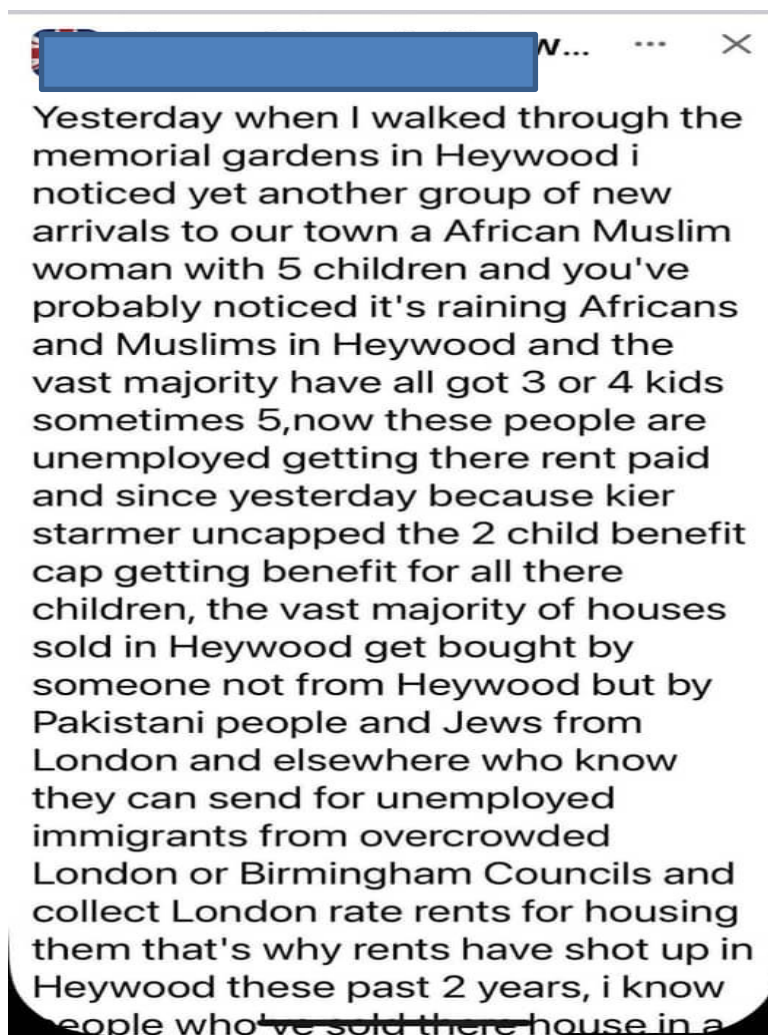 W...
Yesterday when I walked through the
memorial gardens in Heywood i
noticed yet another group of new
arrivals to our town a African Muslim
woman with 5 children and you've
probably noticed it's raining Africans
and Muslims in Heywood and the
vast majority have all got 3 or 4 kids
sometimes 5,now these people are
unemployed getting there rent paid
and since yesterday because kier
starmer uncapped the 2 child benefit
cap getting benefit for all there
children, the vast majority of houses
sold in Heywood get bought by
someone not from Heywood but by
Pakistani people and Jews from
London and elsewhere who know
they can send for unemployed
immigrants from overcrowded
London or Birmingham Councils and
collect London rate rents for housing
them that's why rents have shot up in
Heywood these past 2 years, i know
people who've sold there house in a